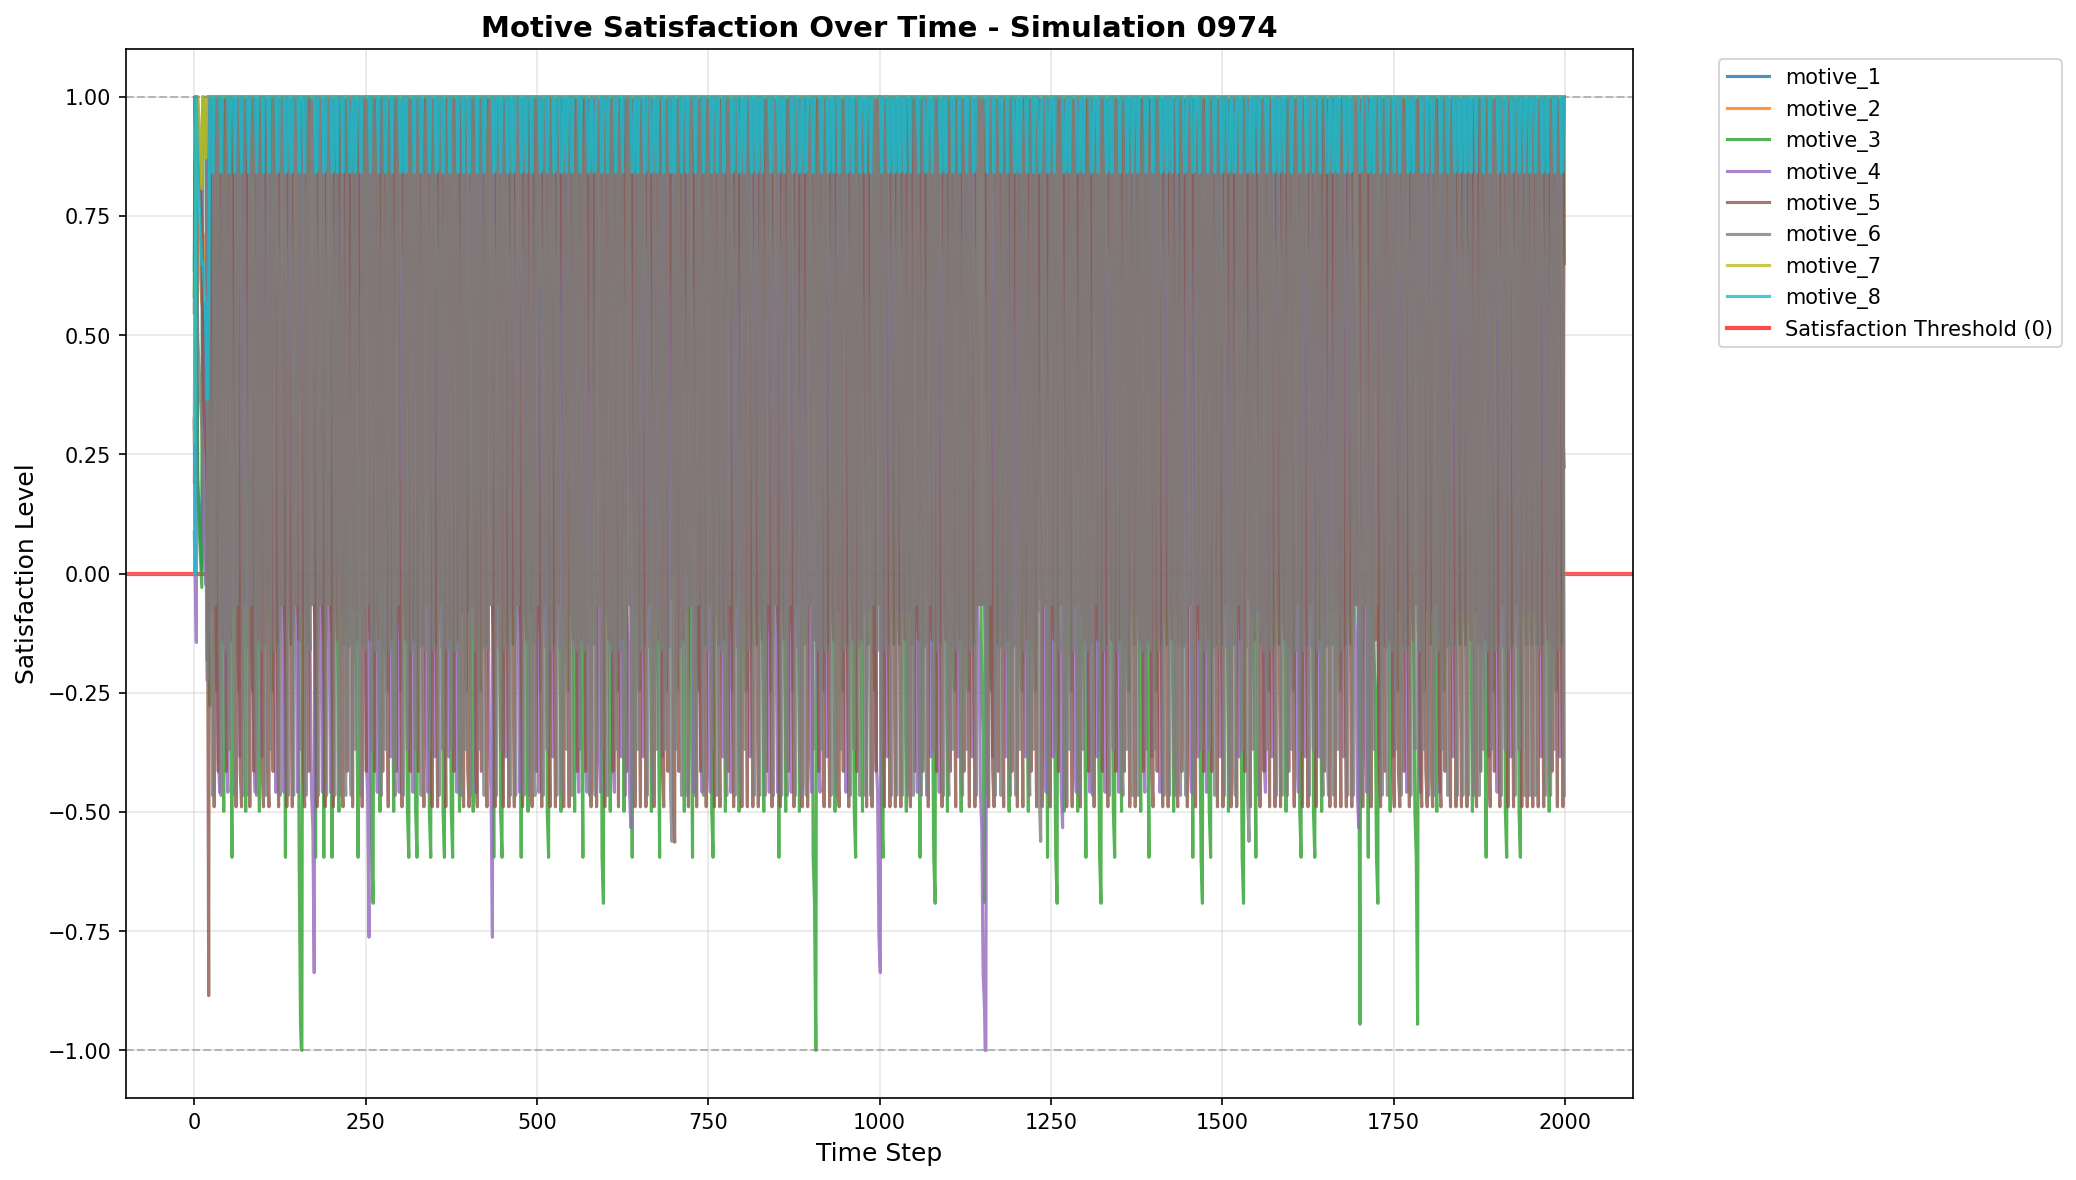 Motive Satisfaction Over Time - Simulation 0974
1.00
0.75
0.50
0.25
0.00
−0.25
−0.50
−0.75
−1.00
Satisfaction Level
0 250 500 750 1000 1250 1500 1750 2000
Time Step
motive_1
motive_2
motive_3
motive_4
motive_5
motive_6
motive_7
motive_8
Satisfaction Threshold (0)